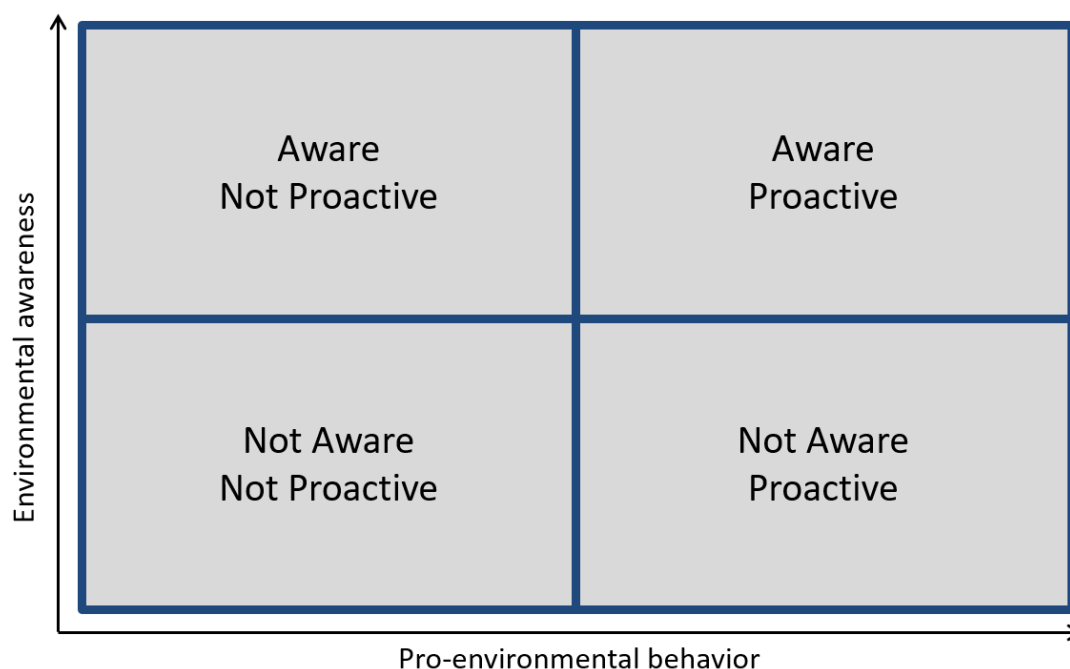 Environmental awareness
Aware
Not Proactive
Aware
Proactive
Not Aware
Not Proactive
Not Aware
Proactive
Pro-environmental behavior